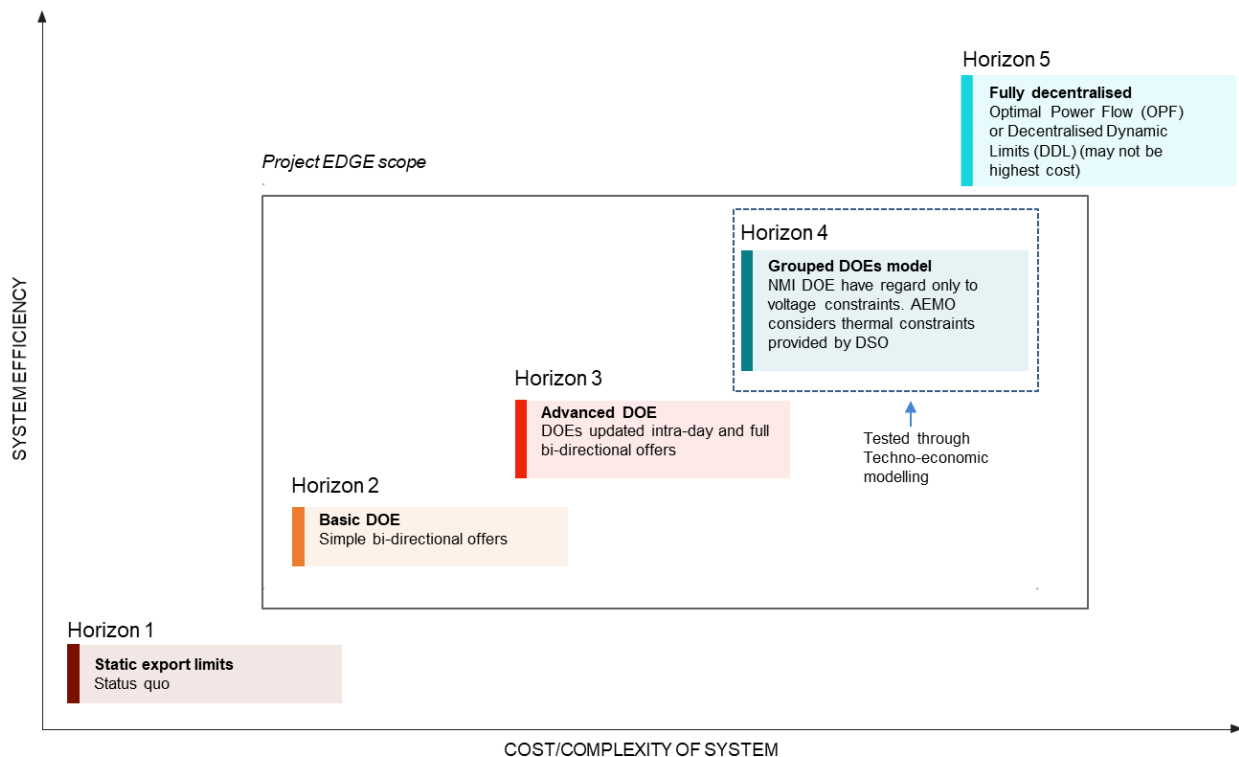 Horizon 5
Fully decentralised
Optimal Power Flow (OPF)
or Decentralised Dynamic
Limits (DDL) (may not be
highest cost)
Project EDGE scope
Horizon 4
Grouped DOEs model
NMI DOE have regard only to
voltage constraints. AEMO
considers thermal constraints
provided by DSO
Horizon 3
Advanced DOE
DOEs updated intra-day and full
bi-directional offers
Tested through
Techno-economic
modelling
Horizon 2
Basic DOE
Simple bi-directional offers
Horizon 1
Static export limits
Status quo
SYSTEM EFFICIENCY
COST/COMPLEXITY OF SYSTEM